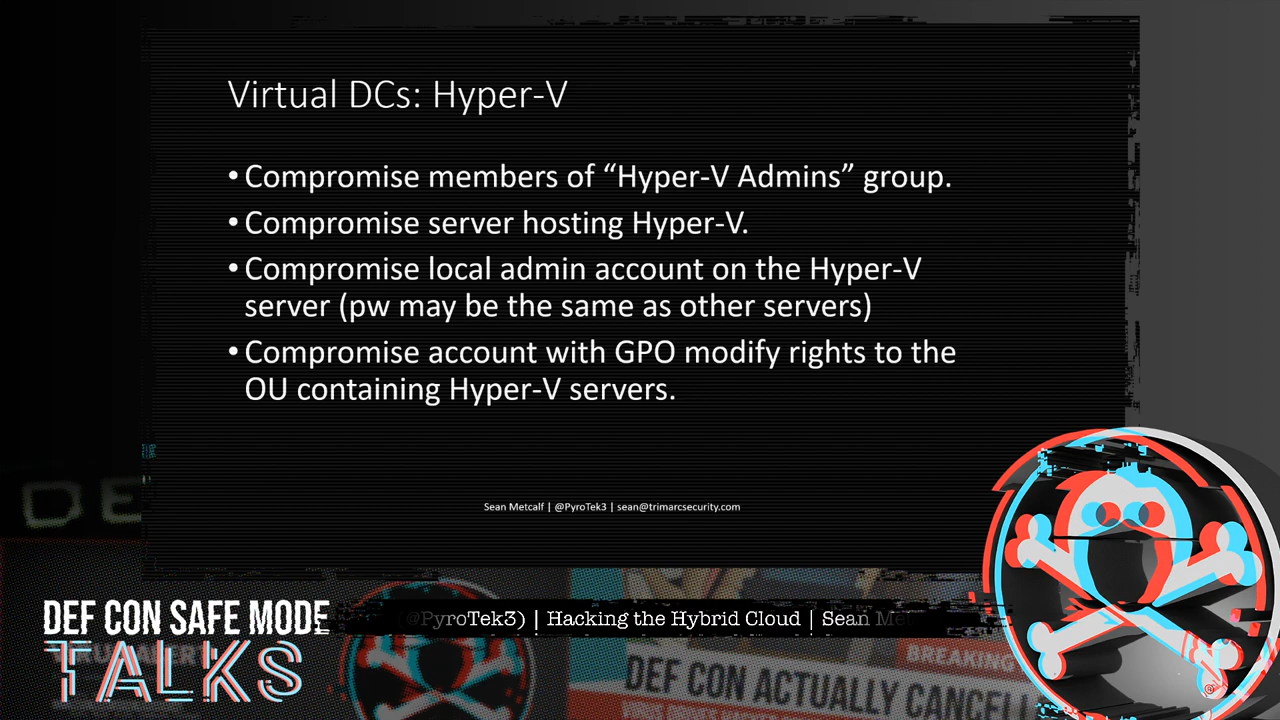 Virtual DCs: Hyper-V
• Compromise members of “Hyper-V Admins” group.
• Compromise server hosting Hyper-V.
• Compromise local admin account on the Hyper-V
server (pw may be the same as other servers)
• Compromise account with GPO modify rights to the
OU containing Hyper-V servers.
Sean Metcalf | @PyroTek3 | sean@trimarcsecurity.com
DEF CON SAFE MODE
TALKS
@PyroTek3) | Hacking the Hybrid Cloud | Sean Met
BREAKING
DEF CON ACTUALLY CANCELL
DE